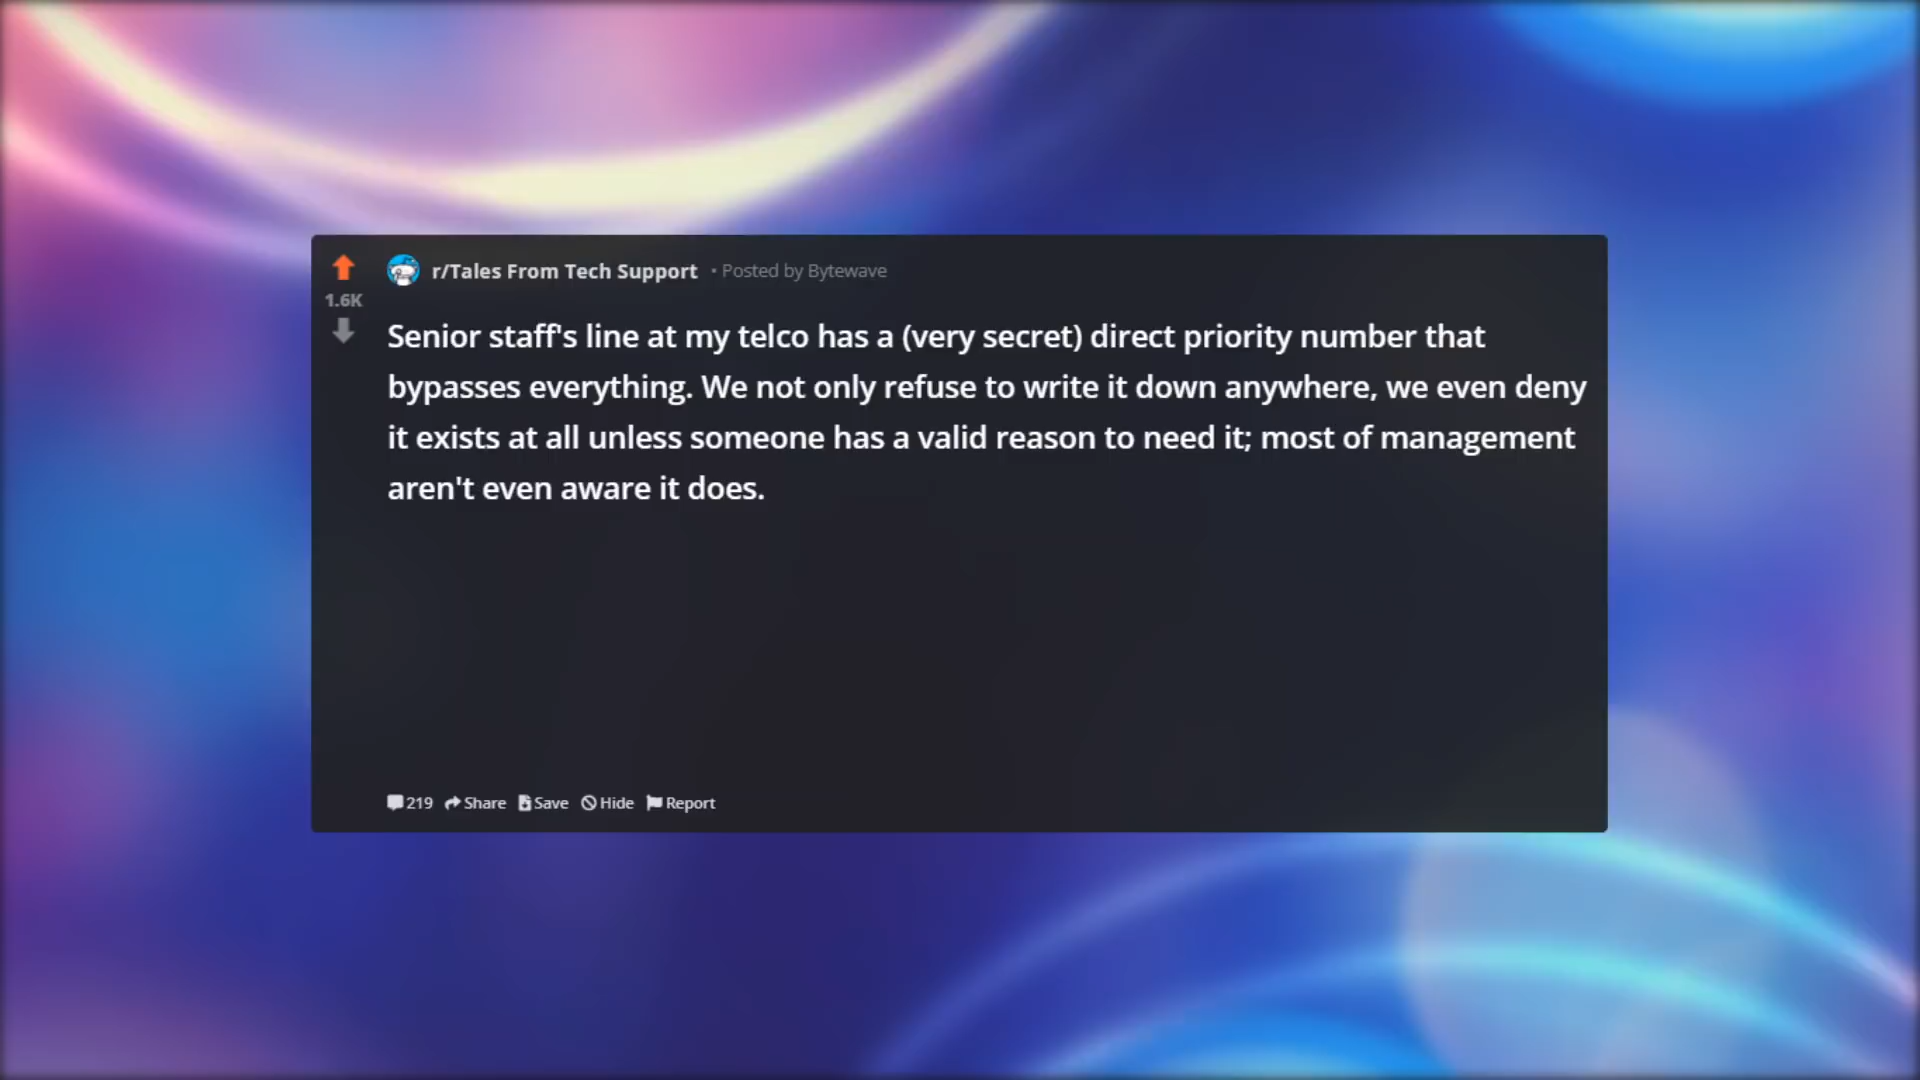 r/Tales From Tech Support • Posted by Bytewave
1.6K
Senior staff's line at my telco has a (very secret) direct priority number that
bypasses everything. We not only refuse to write it down anywhere, we even deny
it exists at all unless someone has a valid reason to need it; most of management
aren't even aware it does.
219 Share Save Hide Report